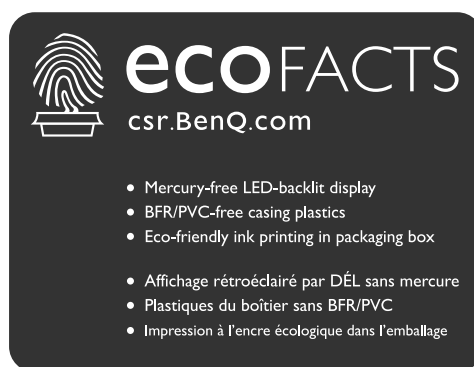 ecoFACTS
csr.BenQ.com
• Mercury-free LED-backlit display
• BFR/PVC-free casing plastics
• Eco-friendly ink printing in packaging box
• Affichage rétroéclairé par DÉL sans mercure
• Plastiques du boîtier sans BFR/PVC
• Impression à l'encre écologique dans l'emballage